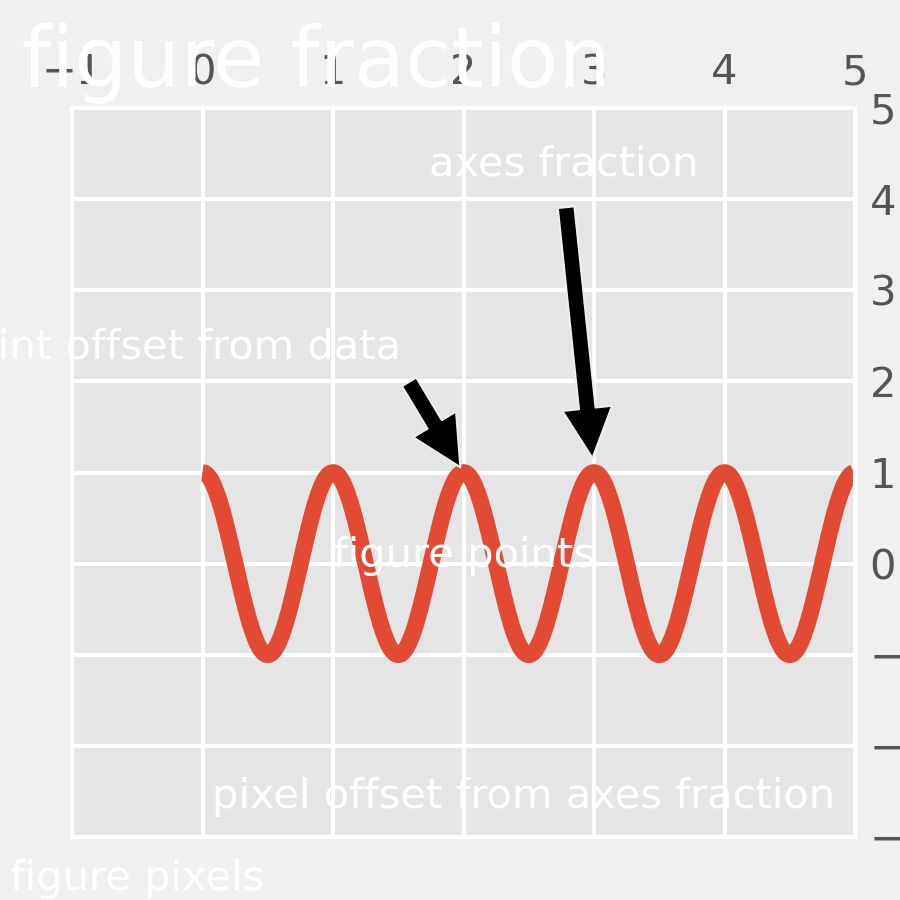 figure fraction
−1 0 1 2 3 4 5
5
axes fraction
4
3
int offset from data
2
1
figure points
0
−
−
pixel offset from axes fraction
−
figure pixels